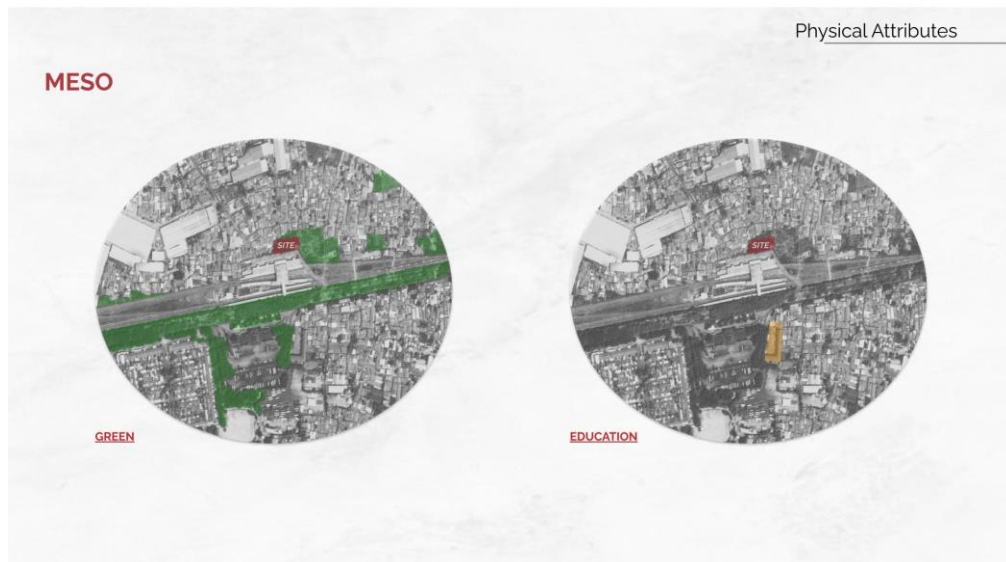 Physical Attributes
MESO
SITE
SITE
GREEN
EDUCATION